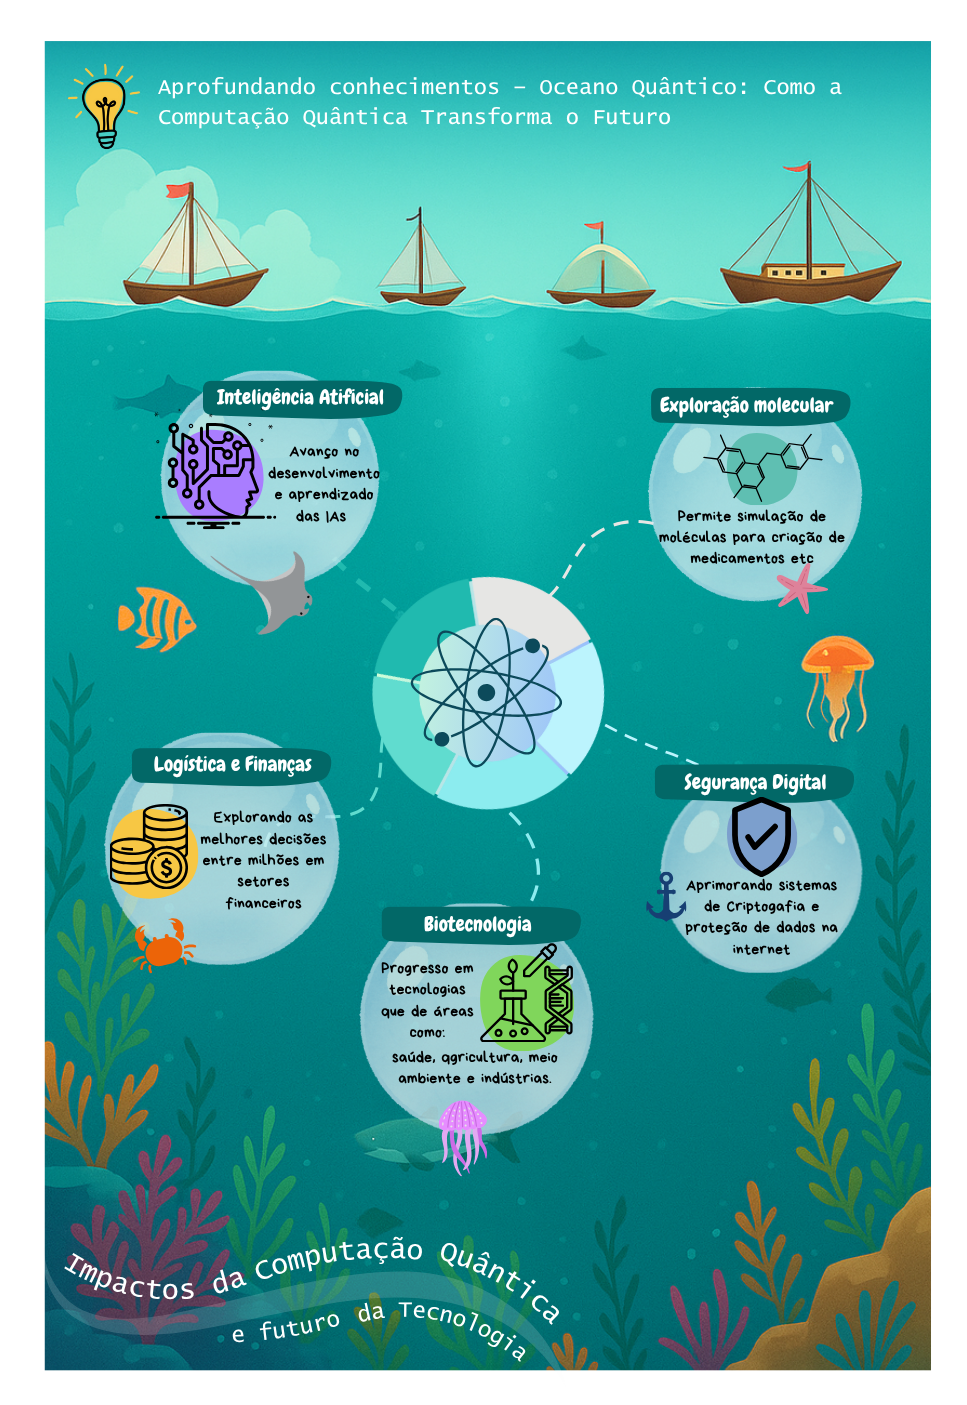 Aprofundando conhecimentos – Oceano Quântico: Como a
Computação Quântica Transforma o Futuro
Inteligência Atificial
Avanço no
desenvolvimento
e aprendizado
das IAs
Exploração molecular
Permite simulação de
moléculas para criação de
medicamentos etc
Logística e Finanças
Explorando as
melhores decisões
entre milhões em
setores
financeiros
Segurança Digital
Aprimorando sistemas
de Criptogafia e
proteção de dados na
internet
Biotecnologia
Progresso em
tecnologias
que de áreas
como:
saúde, qgricultura, meio
ambiente e indústrias.
Impactos da Computação Quântica
e futuro da Tecnologia